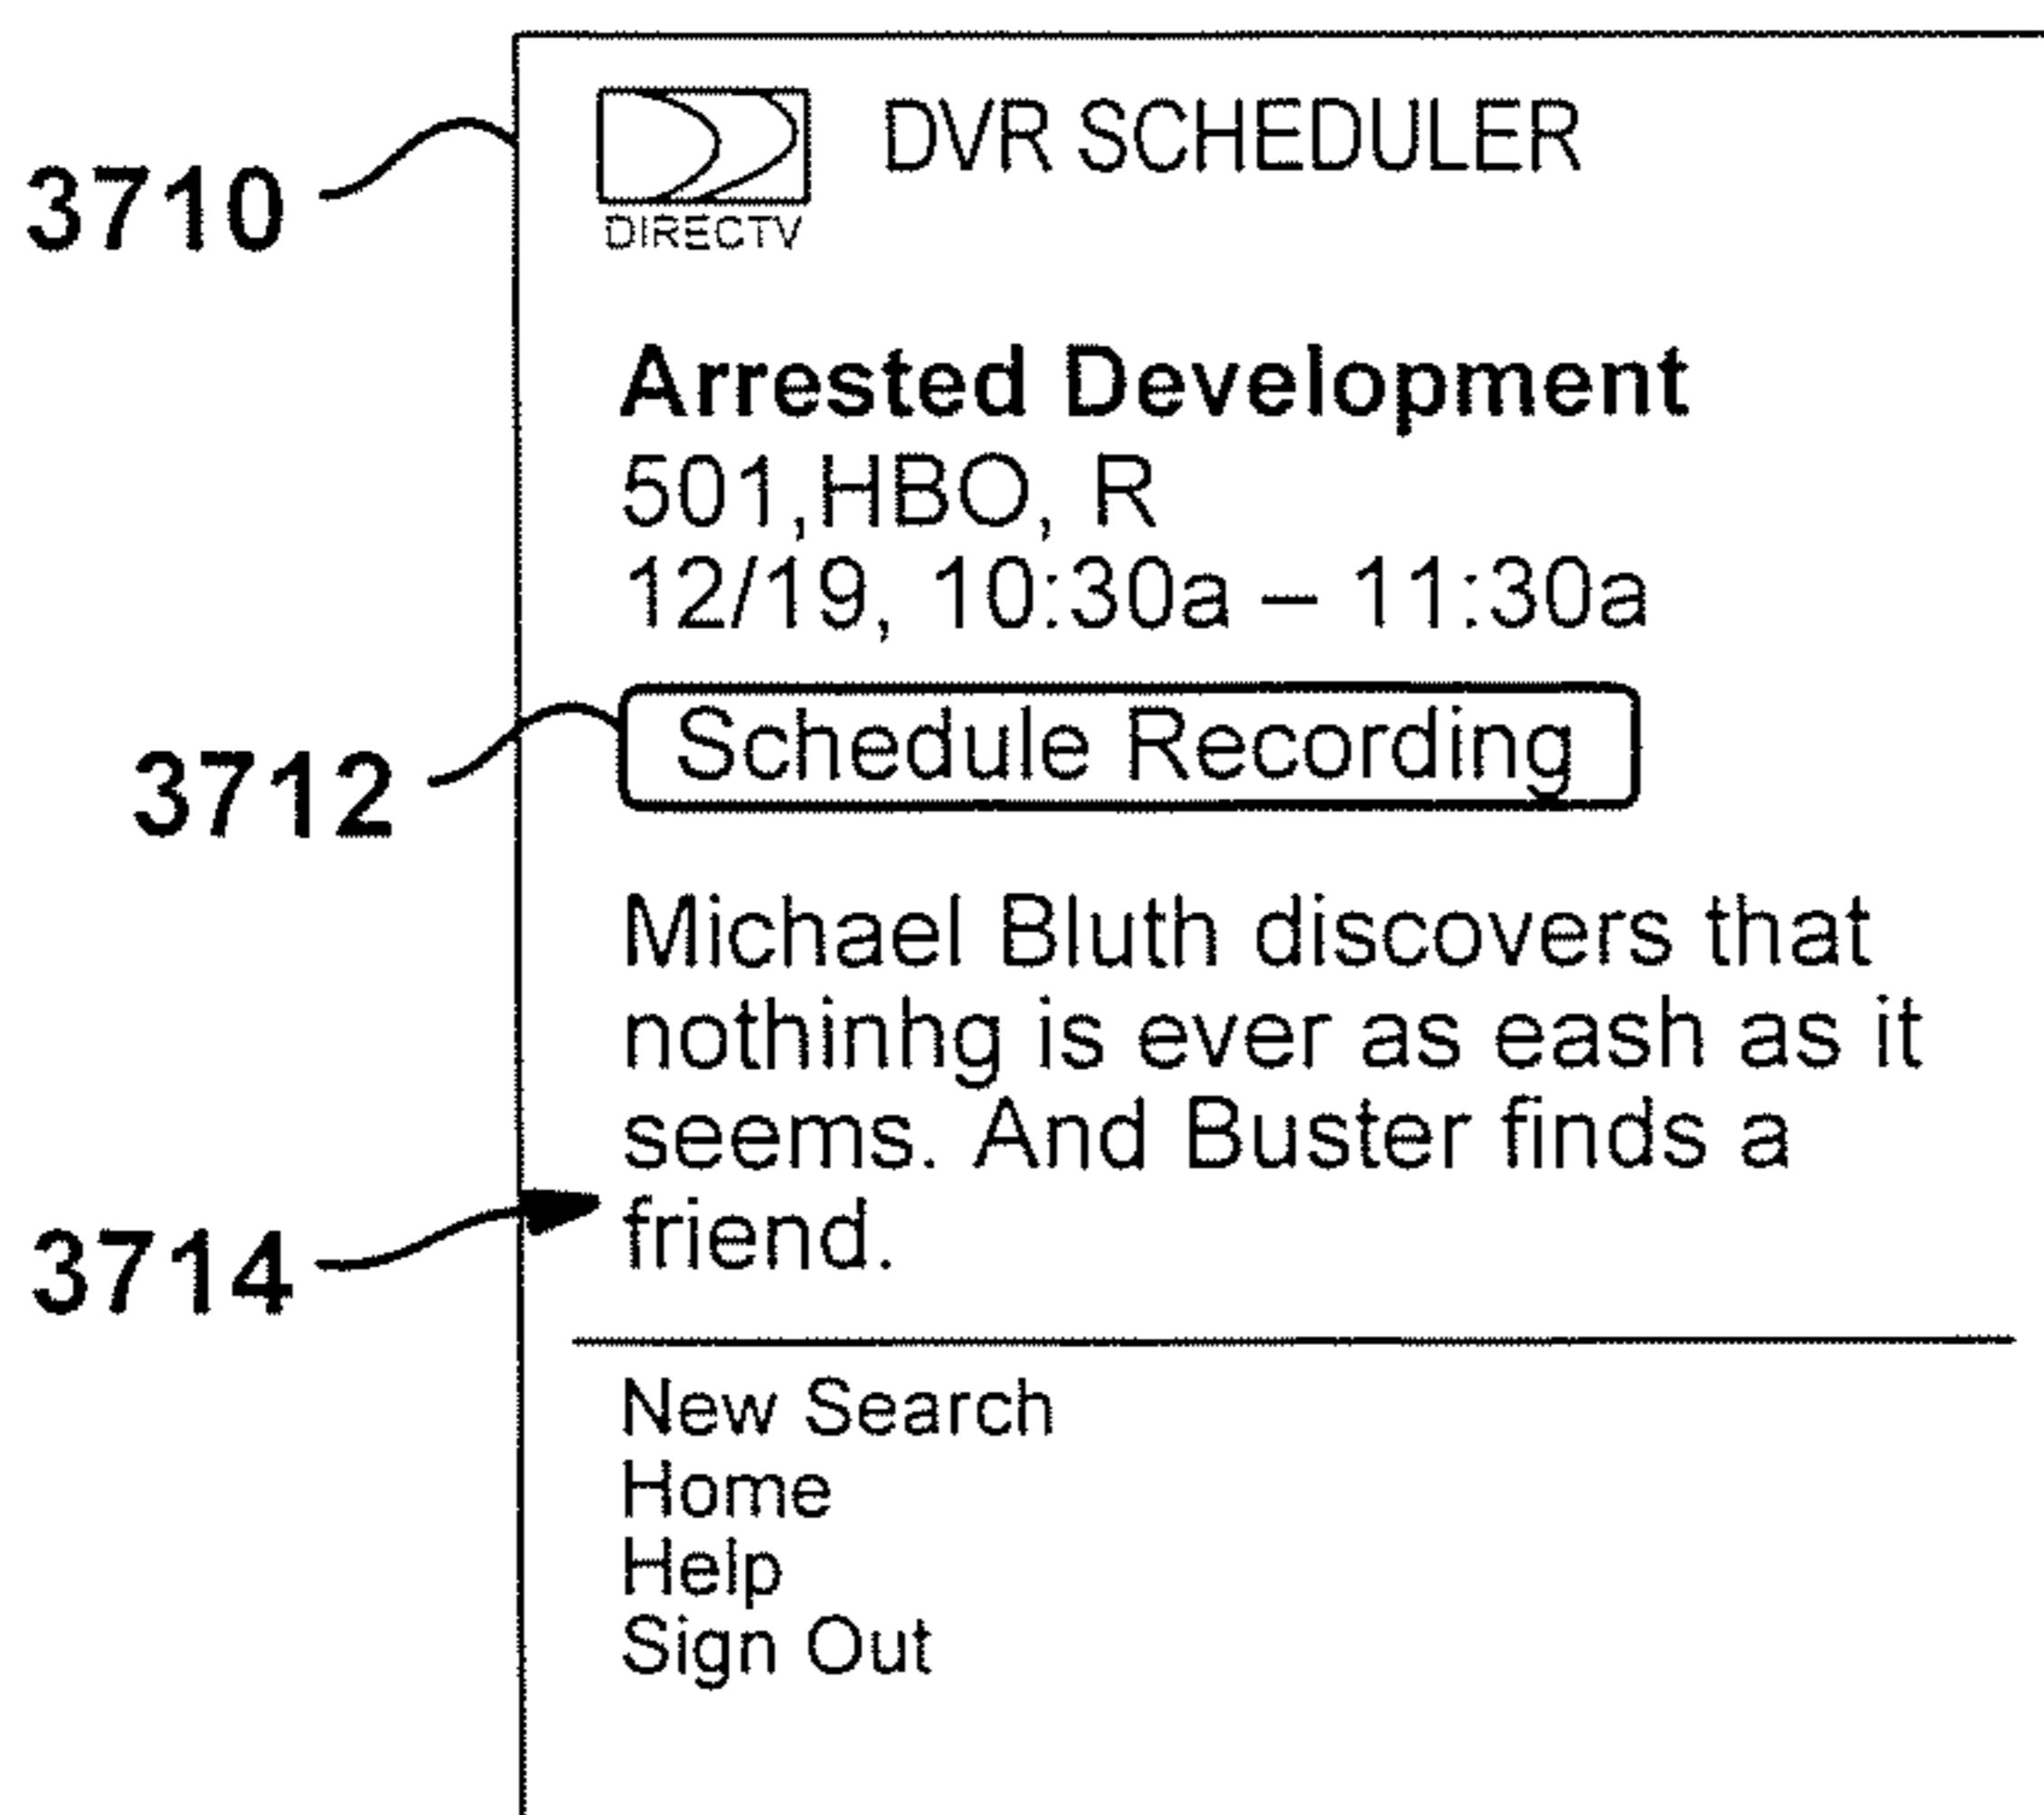 3710
DIRECTV
DVR SCHEDULER
Arrested Development
501,HBO, R
12/19, 10:30a – 11:30a
3712
Schedule Recording
Michael Bluth discovers that
nothinhg is ever as eash as it
seems. And Buster finds a
3714
friend.
New Search
Home
Help
Sign Out